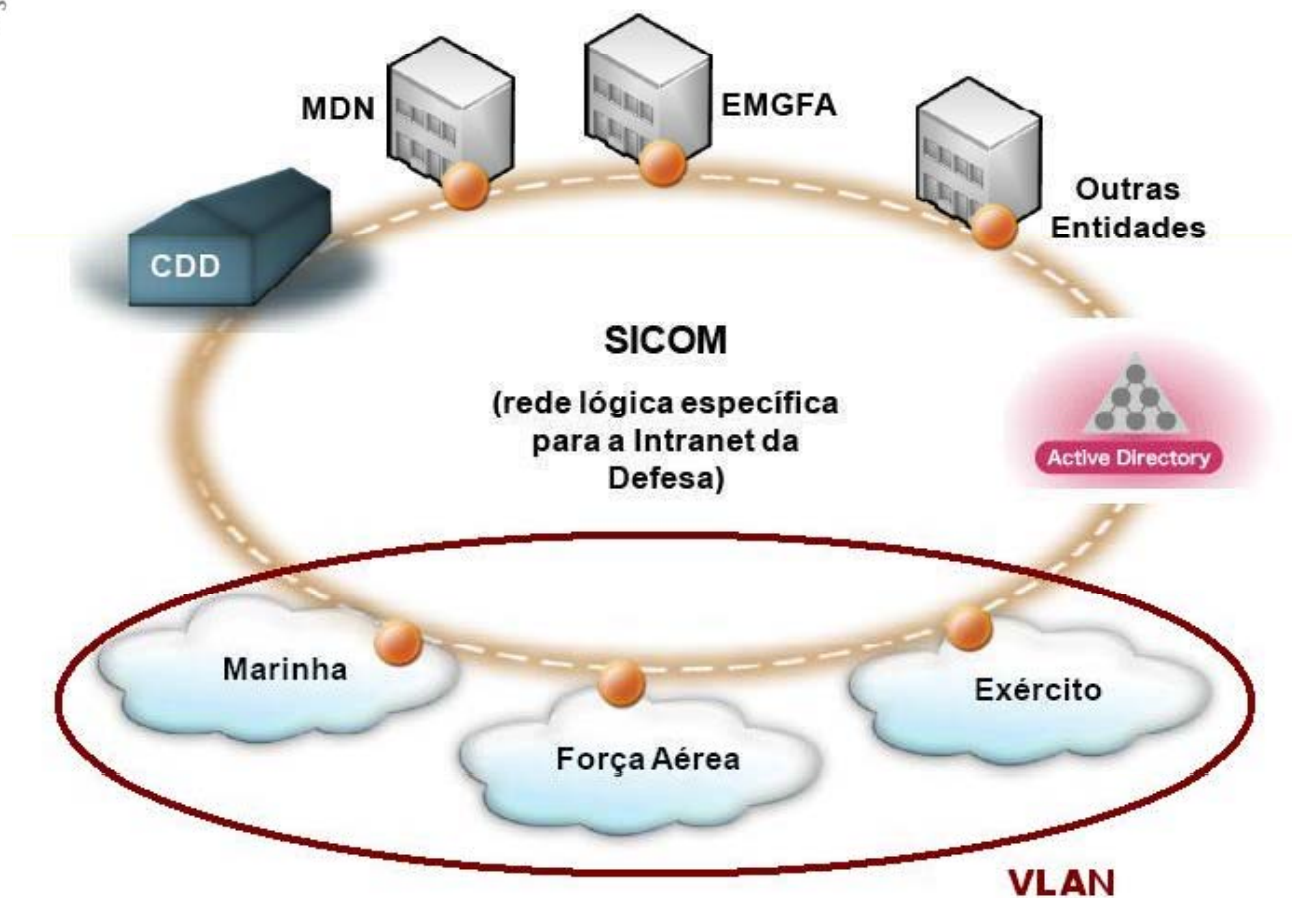 MDN
EMGFA
Outras
Entidades
CDD
SICOM
(rede lógica específica
para a Intranet da
Defesa)
Active Directory
Marinha
Exército
Força Aérea
VLAN